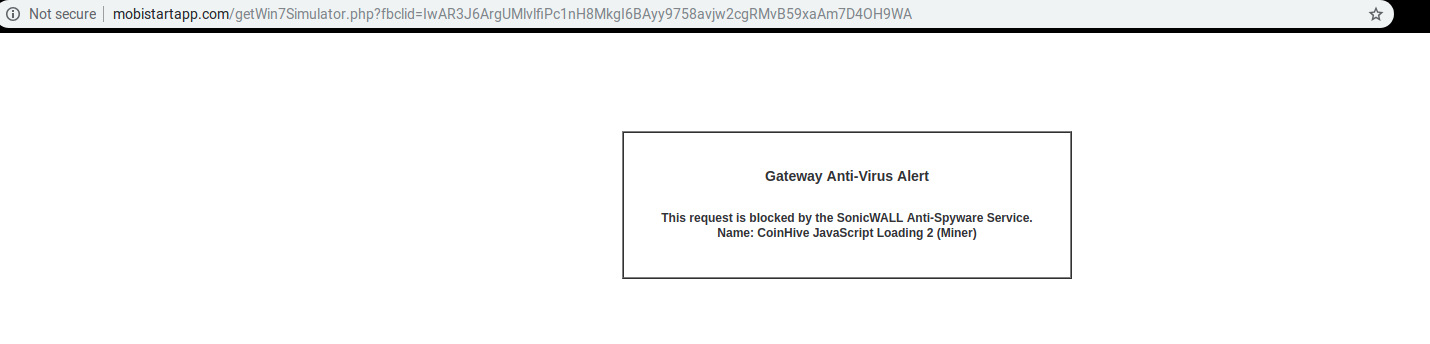 Not secure mobistartapp.com/getWin7Simulator.php?fbclid=IwAR3J6ArgUMlvlfiPc1nH8MkgI6BAyy9758avjw2cgRMvB59xaAm7D4OH9WA
Gateway Anti-Virus Alert
This request is blocked by the SonicWALL Anti-Spyware Service.
Name: CoinHive JavaScript Loading 2 (Miner)